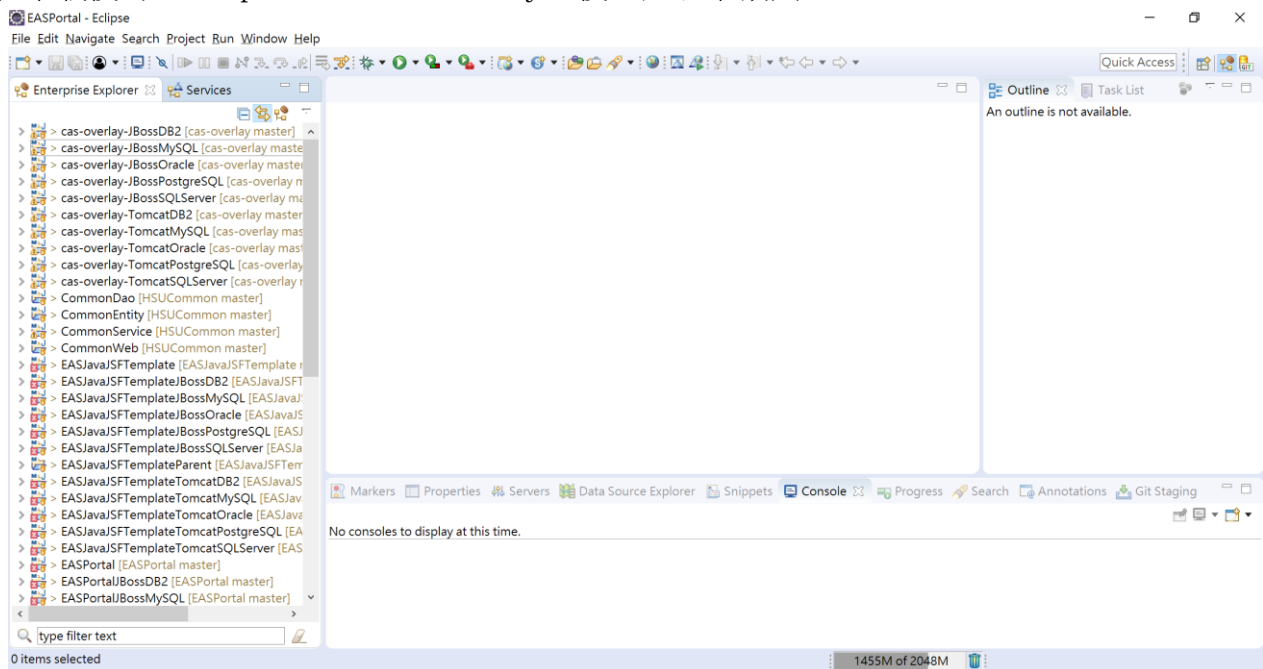 EASPortal - Eclipse
File Edit Navigate Search Project Run Window Help
Quick Access
Enterprise Explorer
Services
> cas-overlay-JBossDB2 [cas-overlay master]
> cas-overlay-JBossMySQL [cas-overlay maste
> cas-overlay-JBossOracle [cas-overlay master
> cas-overlay-JBossPostgreSQL [cas-overlay m
> cas-overlay-JBossSQLServer [cas-overlay ma
> cas-overlay-TomcatDB2 [cas-overlay master
> cas-overlay-TomcatMySQL [cas-overlay mas
> cas-overlay-TomcatOracle [cas-overlay mast
> cas-overlay-TomcatPostgreSQL [cas-overlay
> cas-overlay-TomcatSQLServer [cas-overlay r
> CommonDao [HSUCommon master]
> CommonEntity [HSUCommon master]
> CommonService [HSUCommon master]
> CommonWeb [HSUCommon master]
> EASJavaJSFTemplate [EASJavaJSFTemplate r
> EASJavaJSFTemplateJBossDB2 [EASJavaJSFT
> EASJavaJSFTemplateJBossMySQL [EASJavaJ
> EASJavaJSFTemplateJBossOracle [EASJavaJS
> EASJavaJSFTemplateJBossPostgreSQL [EASJ
> EASJavaJSFTemplateJBossSQLServer [EASJa
> EASJavaJSFTemplateParent [EASJavaJSFTem
> EASJavaJSFTemplateTomcatDB2 [EASJavaJS
> EASJavaJSFTemplateTomcatMySQL [EASJav
> EASJavaJSFTemplateTomcatOracle [EASJava
> EASJavaJSFTemplateTomcatPostgreSQL [EA
> EASJavaJSFTemplateTomcatSQLServer [EAS
> EASPortal [EASPortal master]
> EASPortalJBossDB2 [EASPortal master]
> EASPortalJBossMySQL [EASPortal master]
type filter text
Outline
Task List
An outline is not available.
Markers Properties Servers Data Source Explorer Snippets Console Progress Search Annotations Git Staging
No consoles to display at this time.
0 items selected
1455M of 2048M